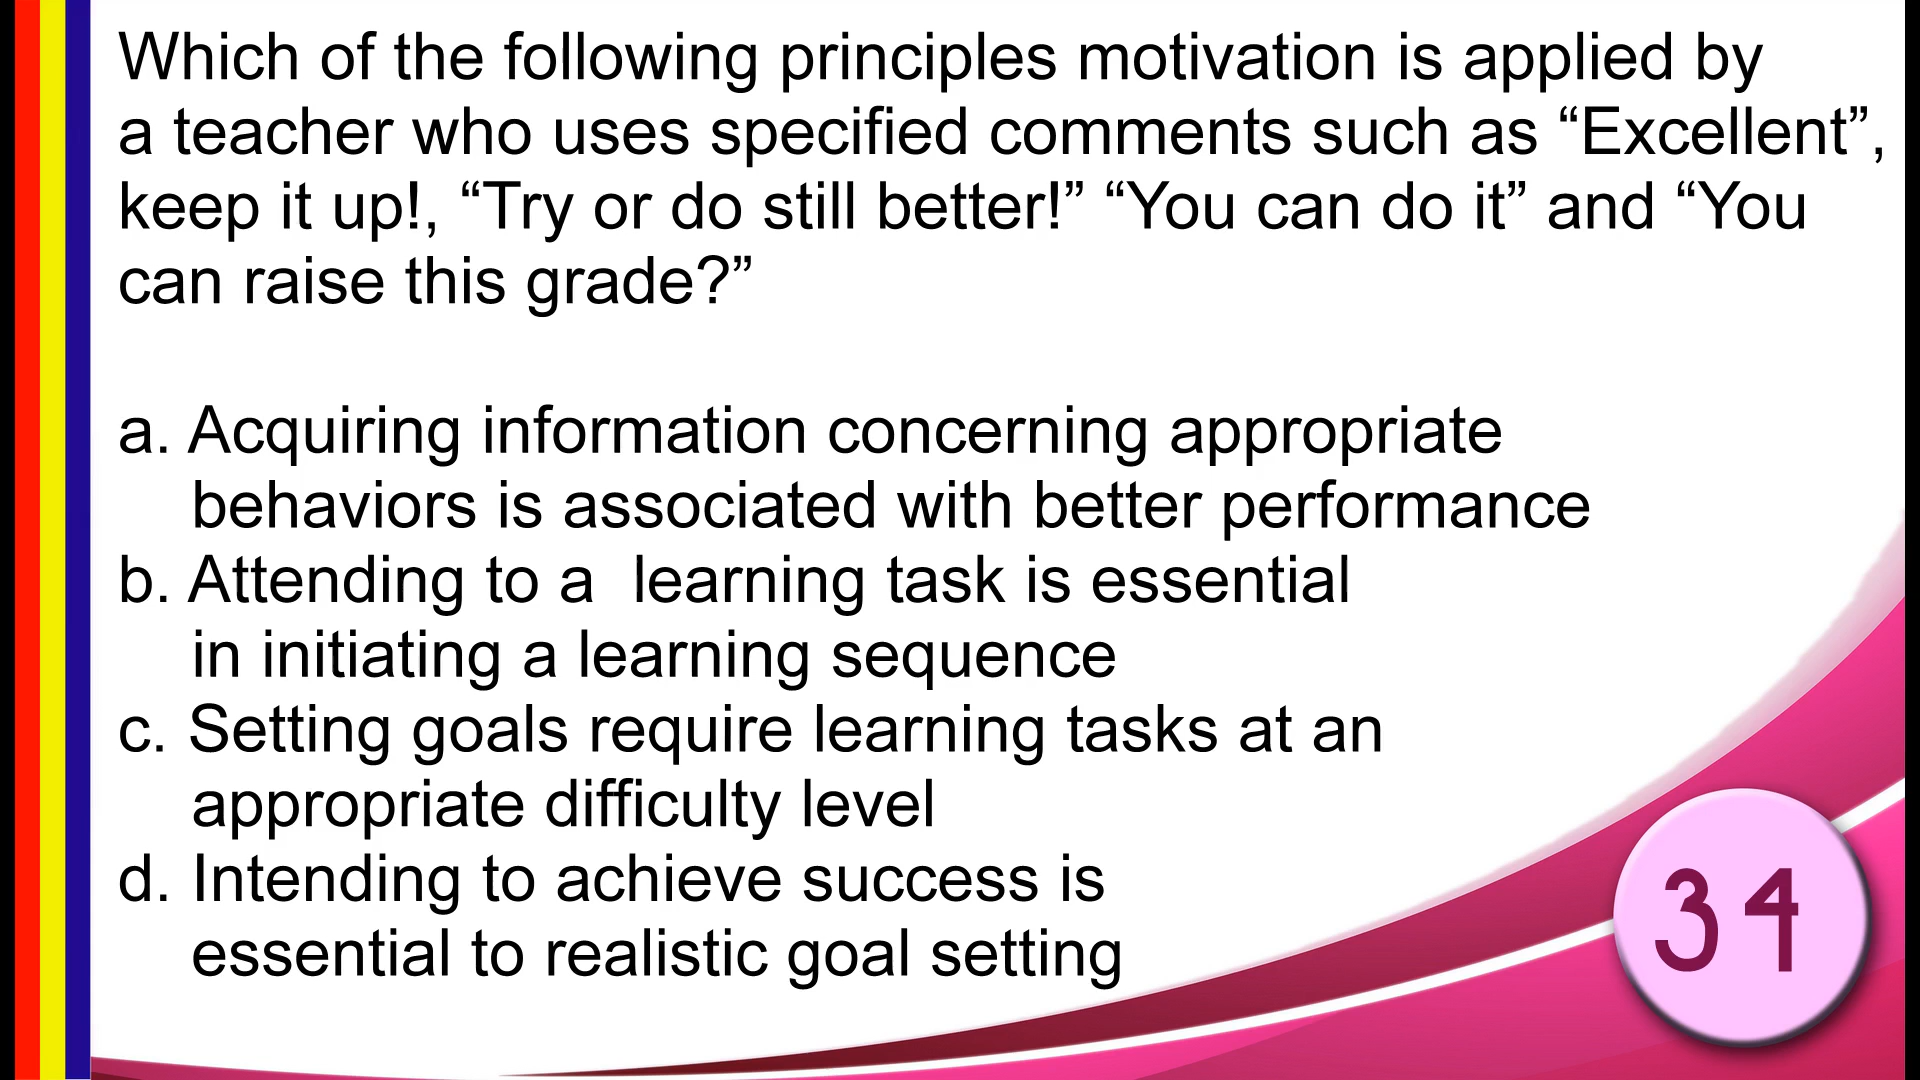 Which of the following principles motivation is applied by
a teacher who uses specified comments such as “Excellent”,
keep it up!, “Try or do still better!” “You can do it” and “You
can raise this grade?”
a. Acquiring information concerning appropriate
behaviors is associated with better performance
b. Attending to a  learning task is essential
in initiating a learning sequence
c. Setting goals require learning tasks at an
appropriate difficulty level
d. Intending to achieve success is
essential to realistic goal setting
34